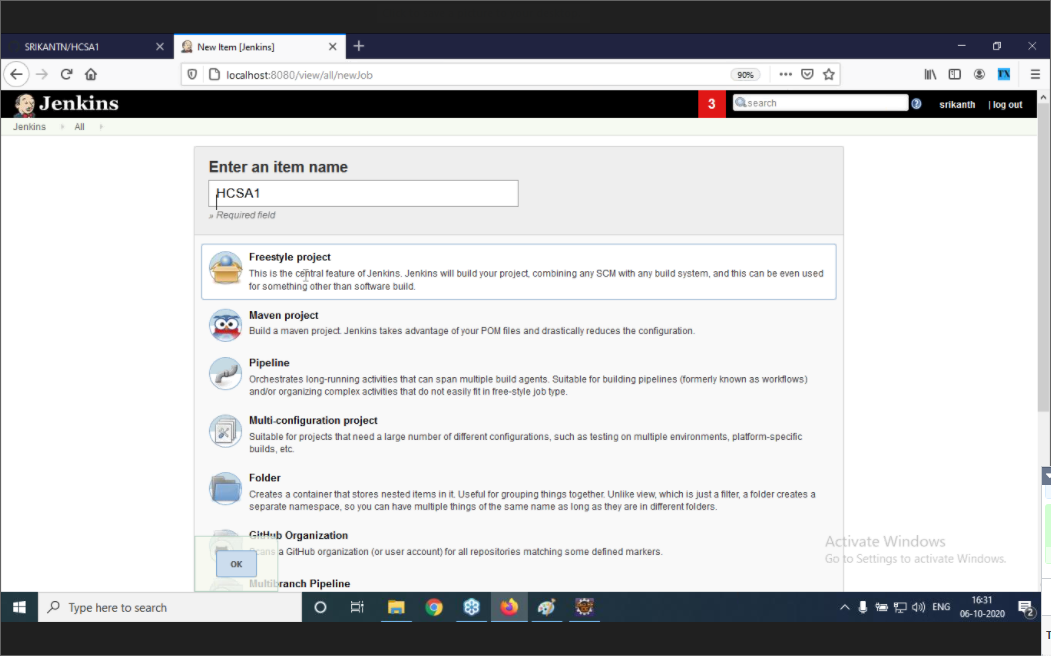 SRIKANTN/HCSA1
New Item [Jenkins]
localhost:8080/view/all/newJob
90%
Jenkins
3
search
srikanth
| log out
Jenkins
All
Enter an item name
HCSA1
» Required field
Freestyle project
This is the central feature of Jenkins. Jenkins will build your project, combining any SCM with any build system, and this can be even used
for something other than software build.
Maven project
Build a maven project. Jenkins takes advantage of your POM files and drastically reduces the configuration.
Pipeline
Orchestrates long-running activities that can span multiple build agents. Suitable for building pipelines (formerly known as workflows)
and/or organizing complex activities that do not easily fit in free-style job type.
Multi-configuration project
Suitable for projects that need a large number of different configurations, such as testing on multiple environments, platform-specific
builds, etc.
Folder
Creates a container that stores nested items in it. Useful for grouping things together. Unlike view, which is just a filter, a folder creates a
separate namespace, so you can have multiple things of the same name as long as they are in different folders.
GitHub Organization
Scans a GitHub organization (or user account) for all repositories matching some defined markers.
OK
Multibranch Pipeline
Activate Windows
Go to Settings to activate Windows.
Type here to search
ENG
16:31
06-10-2020
2
T